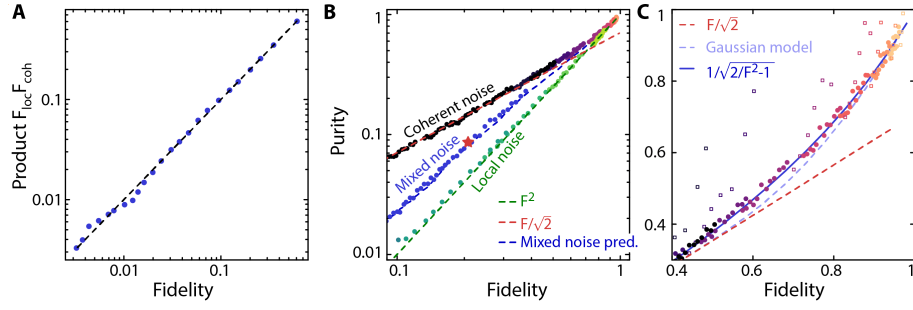 A
Product F_loc F_coh
0.1
0.01
0.01
0.1
Fidelity
B
Purity
1
0.1
0.01
Coherent noise
Mixed noise
Local noise
F²
F/√2
Mixed noise pred.
0.1
1
Fidelity
C
F/√2
Gaussian model
1/√2/F²-1
1
0.8
0.6
0.4
0.4
0.6
0.8
1
Fidelity